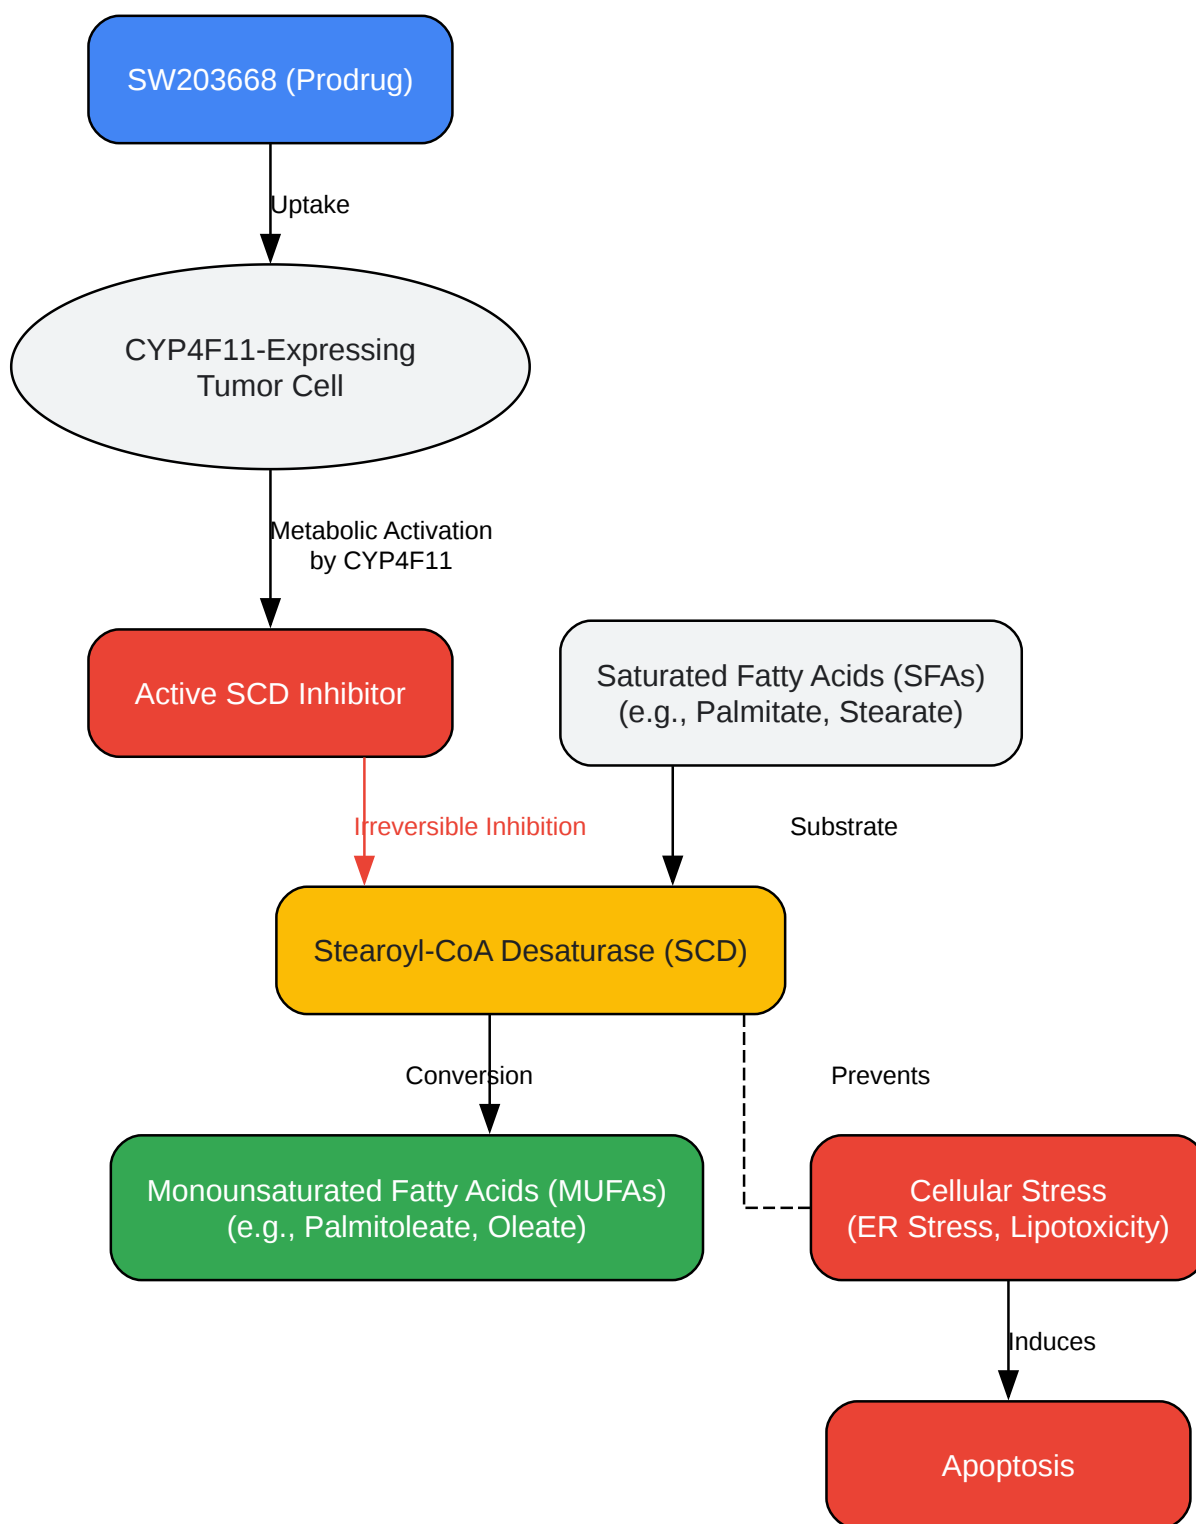 SW203668 (Prodrug)
Uptake
CYP4F11-Expressing
Tumor Cell
Metabolic Activation
by CYP4F11
Active SCD Inhibitor
Saturated Fatty Acids (SFAs)
(e.g., Palmitate, Stearate)
Irreversible Inhibition
Substrate
Stearoyl-CoA Desaturase (SCD)
Conversion
Prevents
Monounsaturated Fatty Acids (MUFAs)
(e.g., Palmitoleate, Oleate)
Cellular Stress
(ER Stress, Lipotoxicity)
Induces
Apoptosis